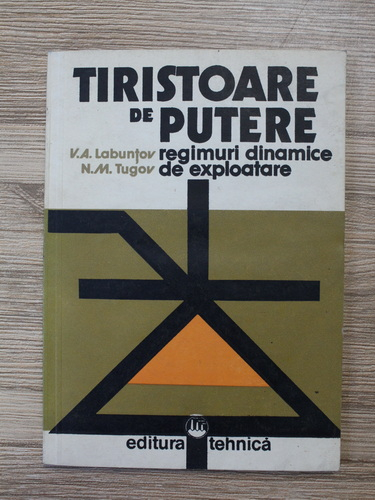 TIRISTOARE
DE PUTERE
V.A. Labunțov regimuri dinamice
N.M. Tugov de exploatare
editura tehnică